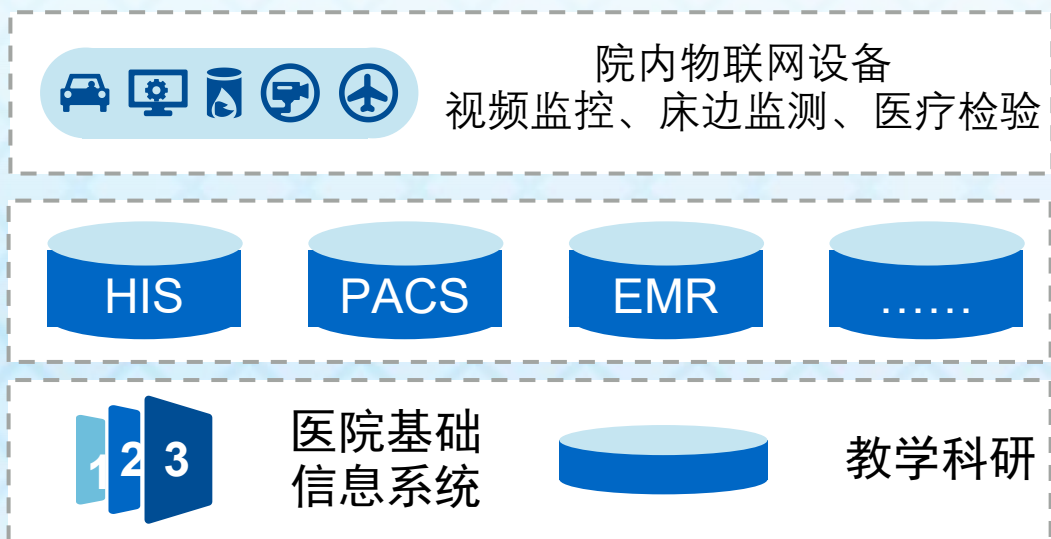 院内物联网设备
视频监控、床边监测、医疗检验
HIS
PACS
EMR
......
1
2
3
医院基础
信息系统
教学科研